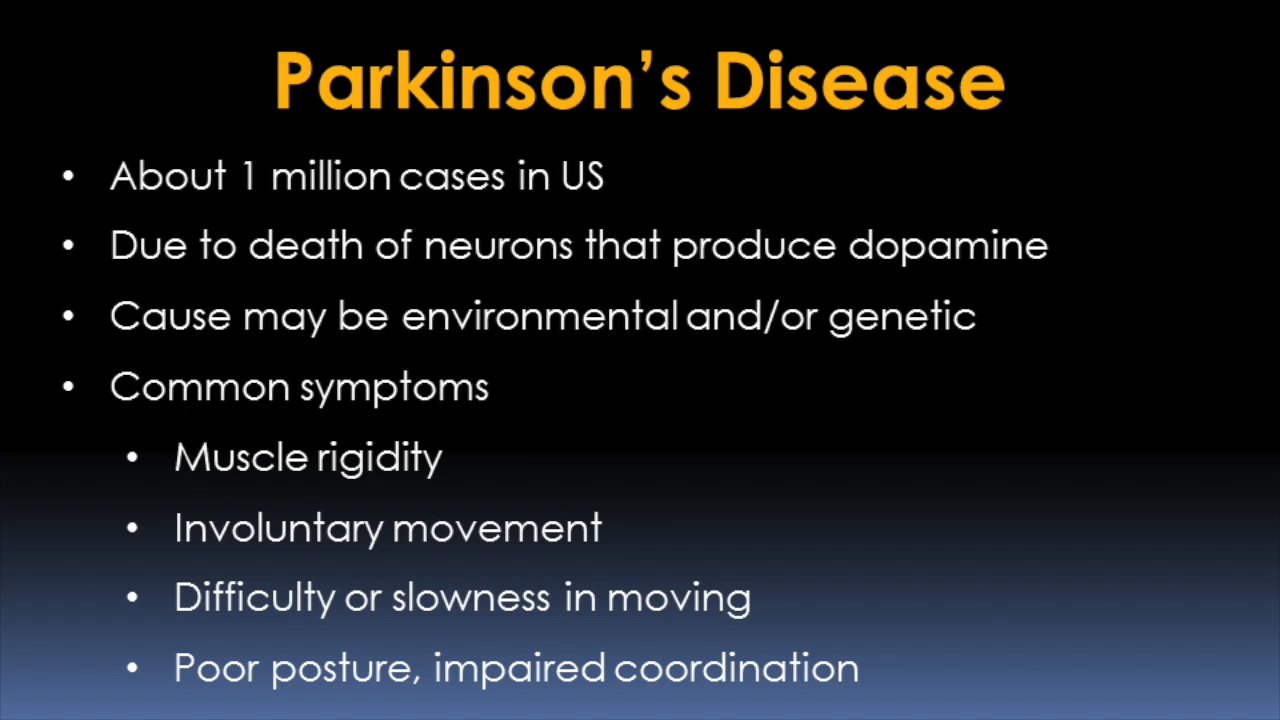 Parkinson’s Disease
• About 1 million cases in US
• Due to death of neurons that produce dopamine
• Cause may be environmental and/or genetic
• Common symptoms
• Muscle rigidity
• Involuntary movement
• Difficulty or slowness in moving
• Poor posture, impaired coordination